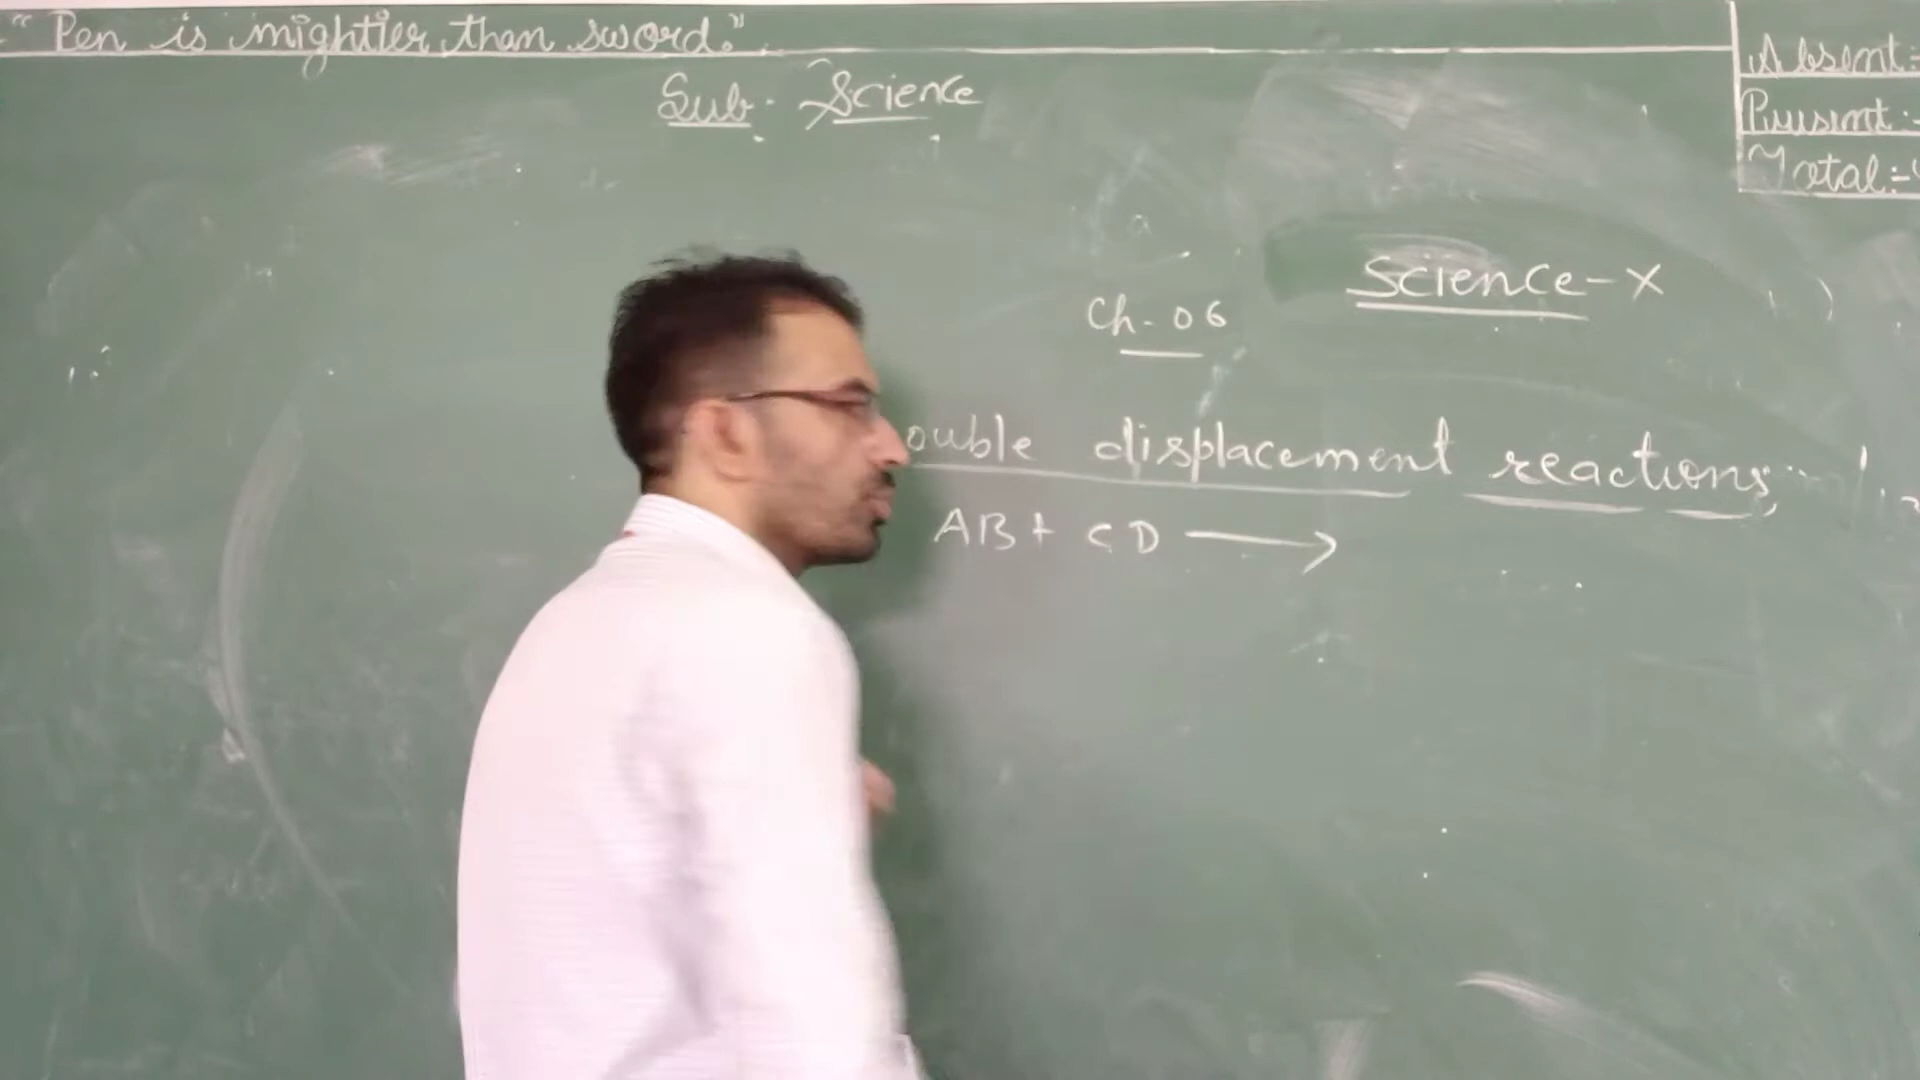 "Pen is mightier than sword."
Absent:-
Present:-
Total:-
Sub- Science
Science-X
Ch-06
ouble displacement reactions
AB+ CD →